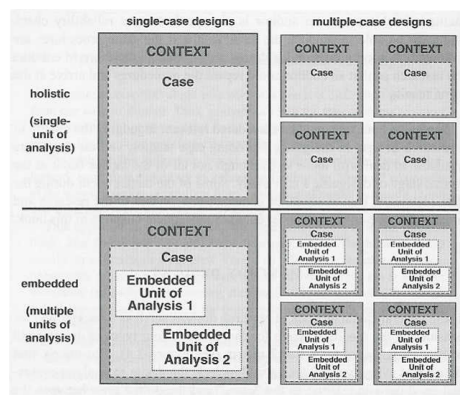 single-case designs
multiple-case designs
holistic
(single-
unit of
analysis)
CONTEXT
Case
CONTEXT
Case
CONTEXT
Case
CONTEXT
Case
CONTEXT
Case
embedded
(multiple
units of
analysis)
CONTEXT
Case
Embedded
Unit of
Analysis 1
Embedded
Unit of
Analysis 2
CONTEXT
Case
Embedded
Unit of
Analysis 1
Embedded
Unit of
Analysis 2
CONTEXT
Case
Embedded
Unit of
Analysis 1
Embedded
Unit of
Analysis 2
CONTEXT
Case
Embedded
Unit of
Analysis 1
Embedded
Unit of
Analysis 2
CONTEXT
Case
Embedded
Unit of
Analysis 1
Embedded
Unit of
Analysis 2